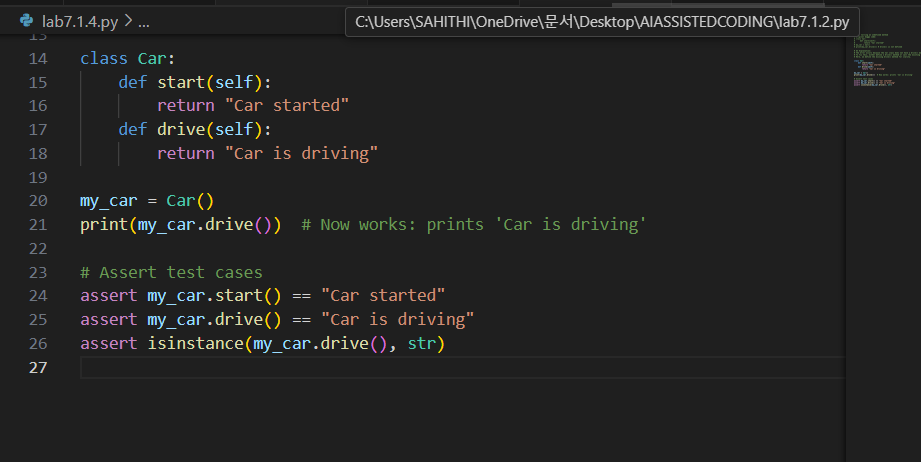 lab7.1.4.py > ...
C:\Users\SAHITHI\OneDrive\문서\Desktop\AIASSISTEDCODING\lab7.1.2.py
13
14 class Car:
15     def start(self):
16         return "Car started"
17     def drive(self):
18         return "Car is driving"
19
20 my_car = Car()
21 print(my_car.drive())  # Now works: prints 'Car is driving'
22
23 # Assert test cases
24 assert my_car.start() == "Car started"
25 assert my_car.drive() == "Car is driving"
26 assert isinstance(my_car.drive(), str)
27